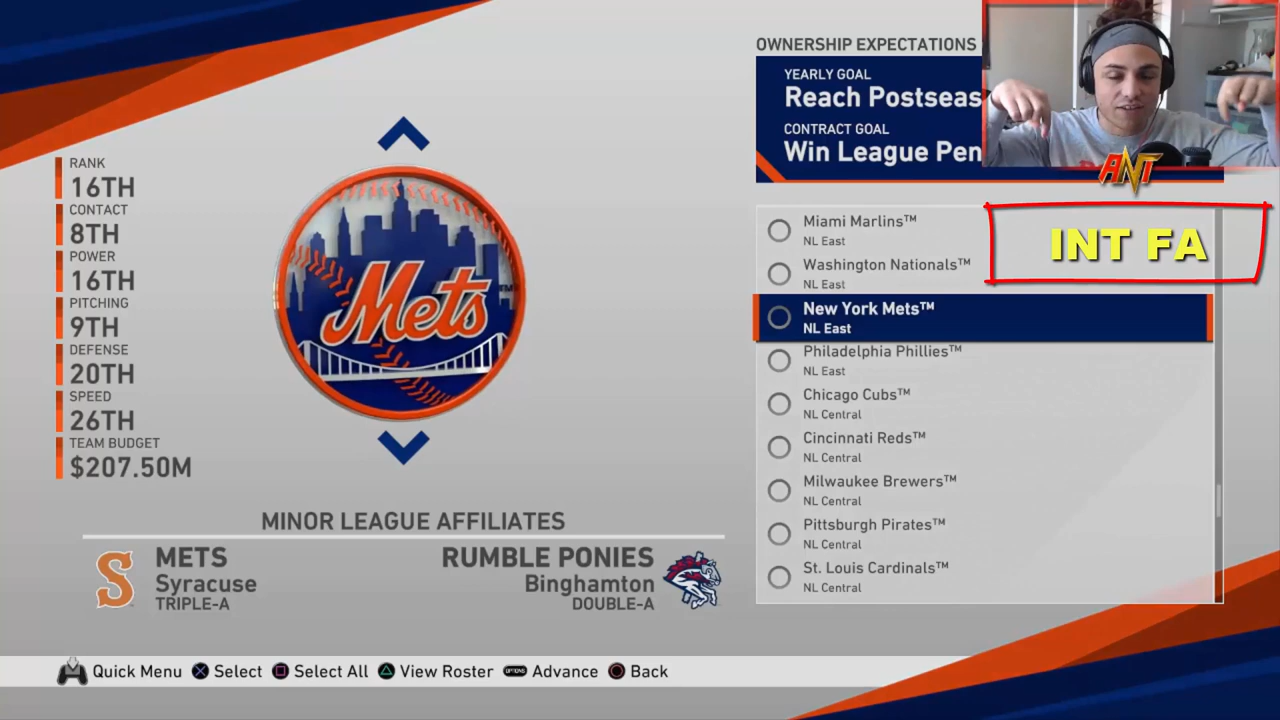 OWNERSHIP EXPECTATIONS
YEARLY GOAL
Reach Postseas
CONTRACT GOAL
Win League Pen
ANT
INT FA
RANK
16TH
CONTACT
8TH
POWER
16TH
PITCHING
9TH
DEFENSE
20TH
SPEED
26TH
TEAM BUDGET
$207.50M
Mets
TM
Miami Marlins™
NL East
Washington Nationals™
NL East
New York Mets™
NL East
Philadelphia Phillies™
NL East
Chicago Cubs™
NL Central
Cincinnati Reds™
NL Central
Milwaukee Brewers™
NL Central
Pittsburgh Pirates™
NL Central
St. Louis Cardinals™
NL Central
MINOR LEAGUE AFFILIATES
S
METS
Syracuse
TRIPLE-A
RUMBLE PONIES
Binghamton
DOUBLE-A
Quick Menu Select Select All View Roster OPTIONS Advance Back